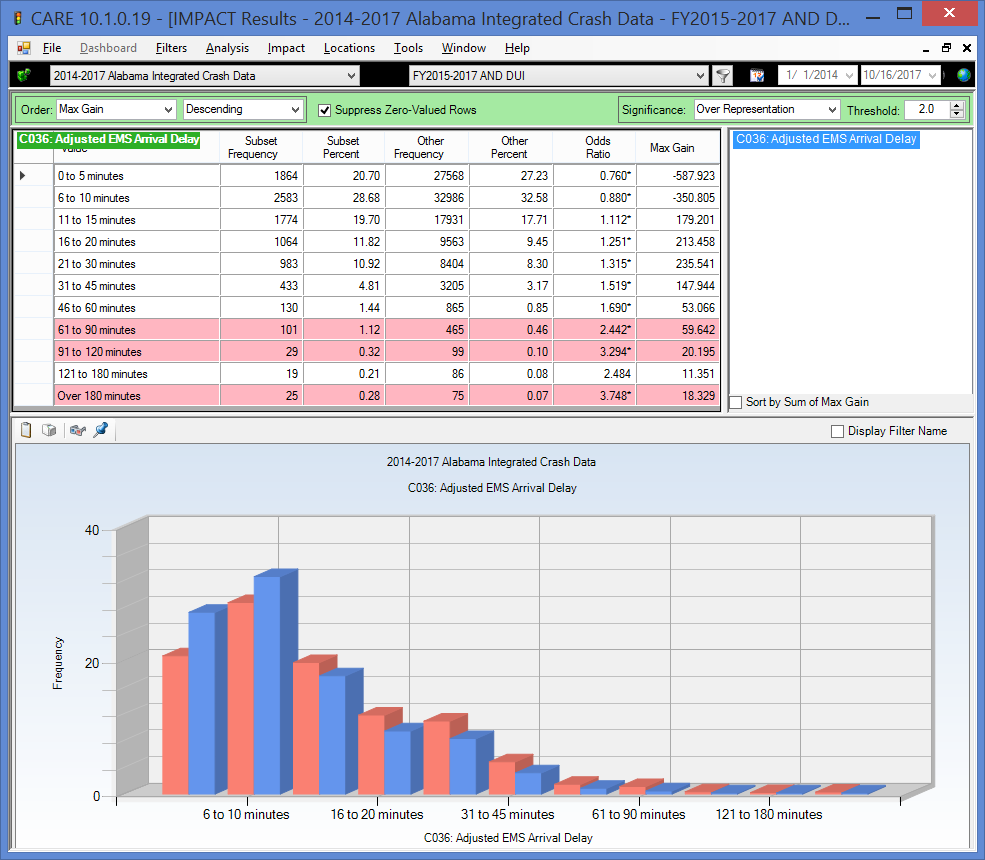 CARE 10.1.0.19 - [IMPACT Results - 2014-2017 Alabama Integrated Crash Data - FY2015-2017 AND D...
File Dashboard Filters Analysis Impact Locations Tools Window Help
2014-2017 Alabama Integrated Crash Data FY2015-2017 AND DUI 1/ 1/2014 10/16/2017
Order: Max Gain Descending Suppress Zero-Valued Rows Significance: Over Representation Threshold: 2.0
C036: Adjusted EMS Arrival Delay
Value Subset Frequency Subset Percent Other Frequency Other Percent Odds Ratio Max Gain
0 to 5 minutes 1864 20.70 27568 27.23 0.760* -587.923
6 to 10 minutes 2583 28.68 32986 32.58 0.880* -350.805
11 to 15 minutes 1774 19.70 17931 17.71 1.112* 179.201
16 to 20 minutes 1064 11.82 9563 9.45 1.251* 213.458
21 to 30 minutes 983 10.92 8404 8.30 1.315* 235.541
31 to 45 minutes 433 4.81 3205 3.17 1.519* 147.944
46 to 60 minutes 130 1.44 865 0.85 1.690* 53.066
61 to 90 minutes 101 1.12 465 0.46 2.442* 59.642
91 to 120 minutes 29 0.32 99 0.10 3.294* 20.195
121 to 180 minutes 19 0.21 86 0.08 2.484 11.351
Over 180 minutes 25 0.28 75 0.07 3.748* 18.329
C036: Adjusted EMS Arrival Delay
Sort by Sum of Max Gain
Display Filter Name
2014-2017 Alabama Integrated Crash Data
C036: Adjusted EMS Arrival Delay
40
20
0
Frequency
6 to 10 minutes 16 to 20 minutes 31 to 45 minutes 61 to 90 minutes 121 to 180 minutes
C036: Adjusted EMS Arrival Delay